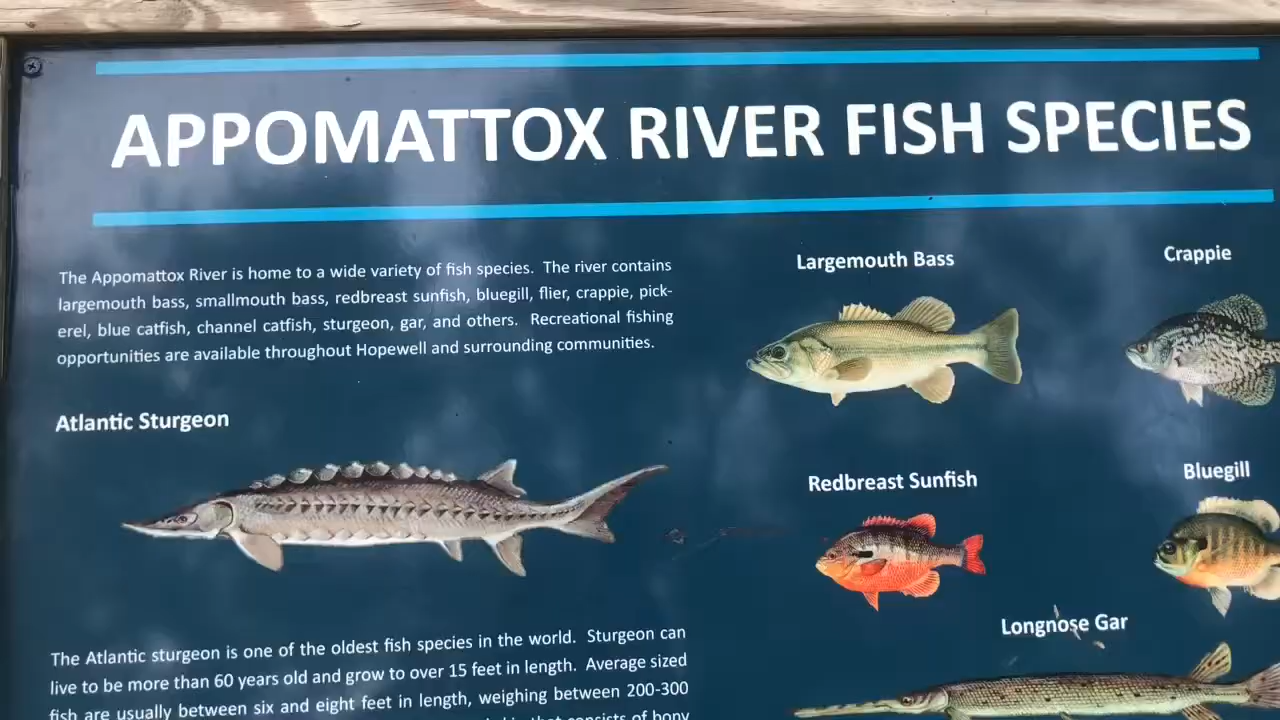 APPOMATTOX RIVER FISH SPECIES
The Appomattox River is home to a wide variety of fish species. The river contains
largemouth bass, smallmouth bass, redbreast sunfish, bluegill, flier, crappie, pick-
erel, blue catfish, channel catfish, sturgeon, gar, and others. Recreational fishing
opportunities are available throughout Hopewell and surrounding communities.
Atlantic Sturgeon
The Atlantic sturgeon is one of the oldest fish species in the world. Sturgeon can
live to be more than 60 years old and grow to over 15 feet in length. Average sized
fish are usually between six and eight feet in length, weighing between 200-300
that consists of bony
Largemouth Bass
Crappie
Redbreast Sunfish
Bluegill
Longnose Gar